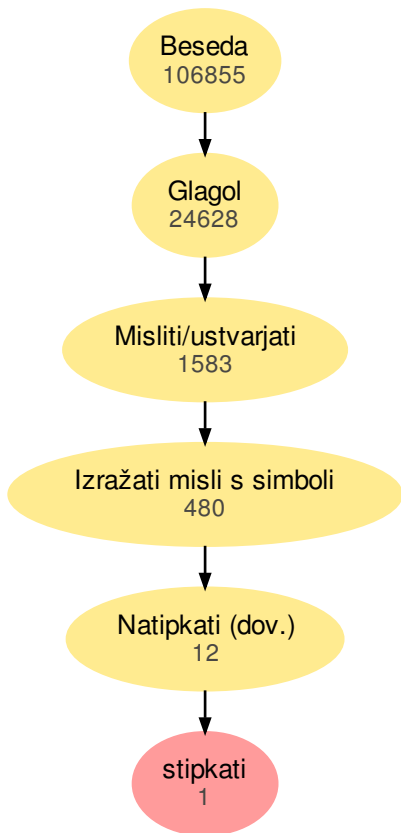 Beseda
106855
Glagol
24628
Misliti/ustvarjati
1583
Izražati misli s simboli
480
Natipkati (dov.)
12
stipkati
1